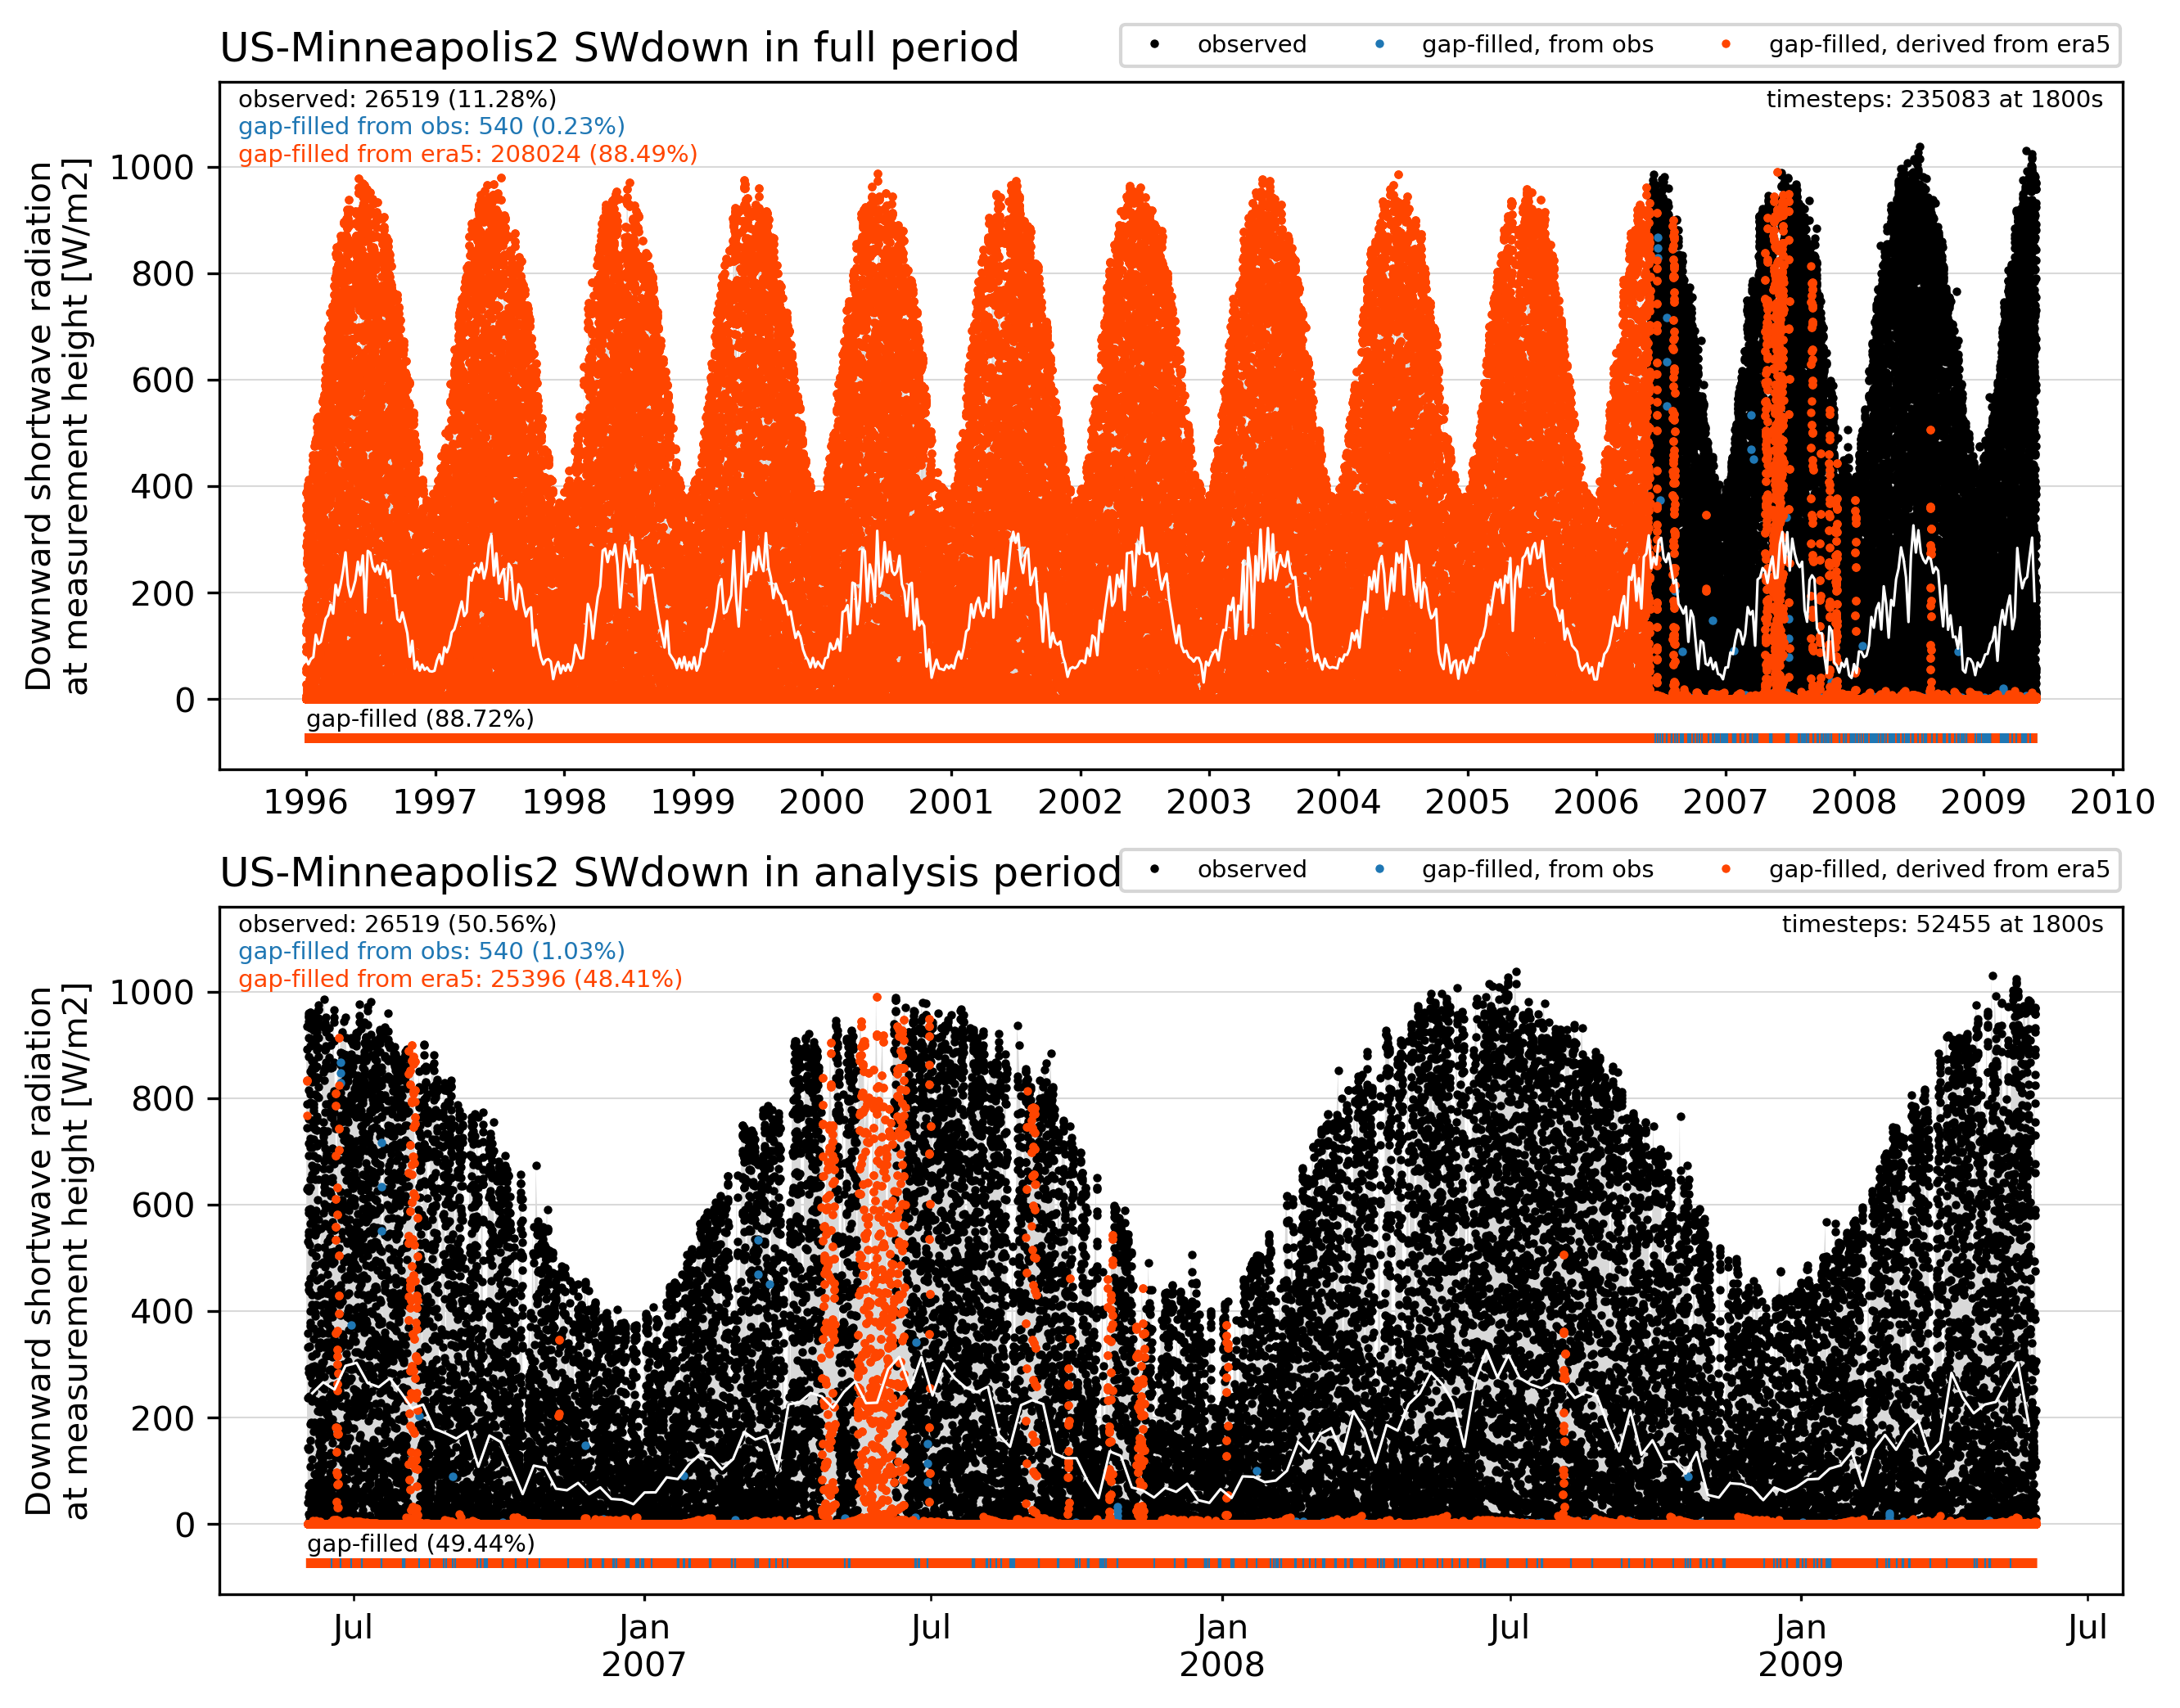 US-Minneapolis2 SWdown in full period
observed
gap-filled, from obs
gap-filled, derived from era5
observed: 26519 (11.28%)
gap-filled from obs: 540 (0.23%)
gap-filled from era5: 208024 (88.49%)
timesteps: 235083 at 1800s
Downward shortwave radiation
at measurement height [W/m2]
1000
800
600
400
200
0
gap-filled (88.72%)
1996 1997 1998 1999 2000 2001 2002 2003 2004 2005 2006 2007 2008 2009 2010
US-Minneapolis2 SWdown in analysis period
observed
gap-filled, from obs
gap-filled, derived from era5
observed: 26519 (50.56%)
gap-filled from obs: 540 (1.03%)
gap-filled from era5: 25396 (48.41%)
timesteps: 52455 at 1800s
Downward shortwave radiation
at measurement height [W/m2]
1000
800
600
400
200
0
gap-filled (49.44%)
Jul Jan Jul Jan Jul Jan Jul
2007 2008 2009